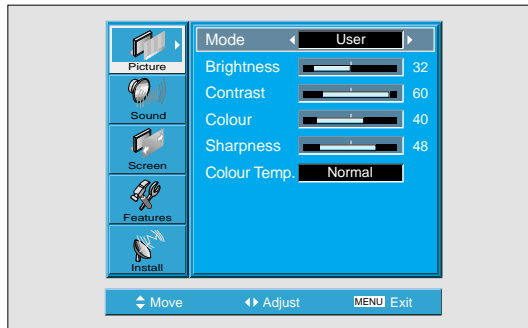 Picture
Sound
Screen
Features
Install
Mode User
Brightness 32
Contrast 60
Colour 40
Sharpness 48
Colour Temp. Normal
Move Adjust MENU Exit